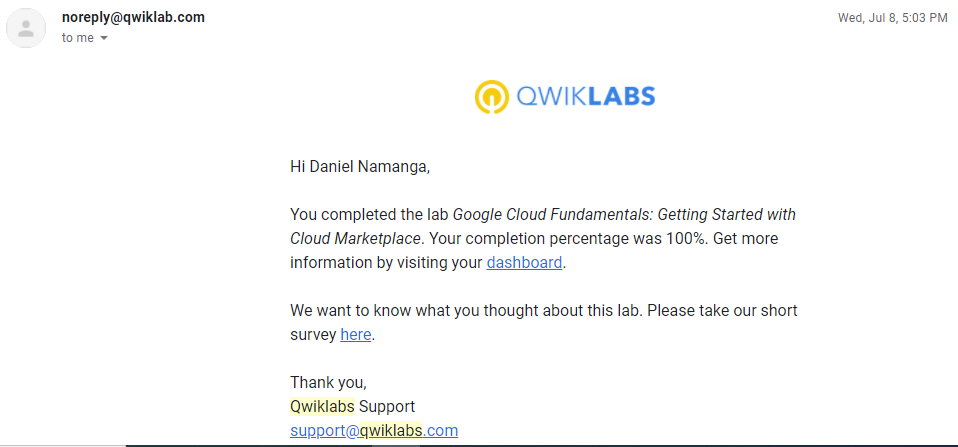 noreply@qwiklab.com
Wed, Jul 8, 5:03 PM
to me
QWIKLABS
Hi Daniel Namanga,
You completed the lab Google Cloud Fundamentals: Getting Started with
Cloud Marketplace. Your completion percentage was 100%. Get more
information by visiting your dashboard.
We want to know what you thought about this lab. Please take our short
survey here.
Thank you,
Qwiklabs Support
support@qwiklabs.com